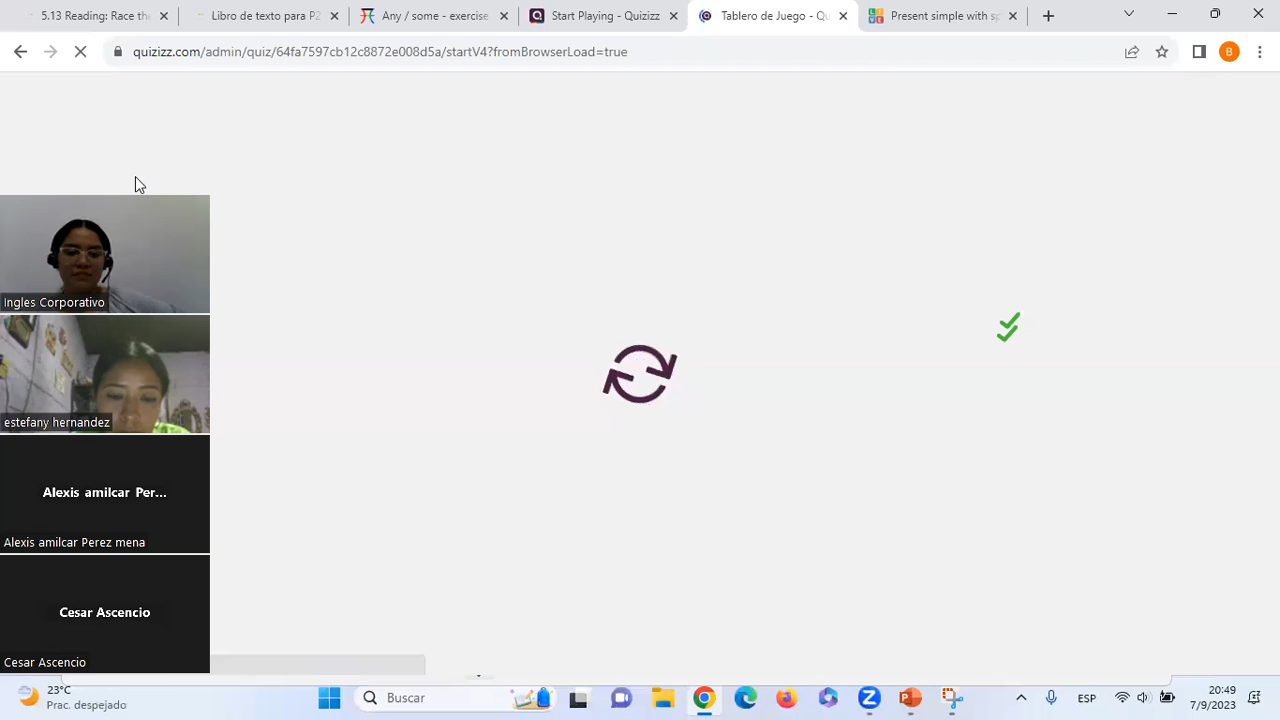 5.13 Reading: Race th
Libro de texto para P2
Any / some: exercise
Start Playing - Quizizz
Tablero de Juego - Qu
Present simple with sp
quizizz.com/admin/quiz/64fa7597cb12c8872e008d5a/startV4?fromBrowserLoad=true
B
LIVE
Ingles Corporativo
estefany hernandez
Alexis amilcar Per...
Alexis amilcar Perez mena
Cesar Ascencio
Cesar Ascencio
23°C
Prac. despejado
Buscar
ESP
20:49
7/9/2023